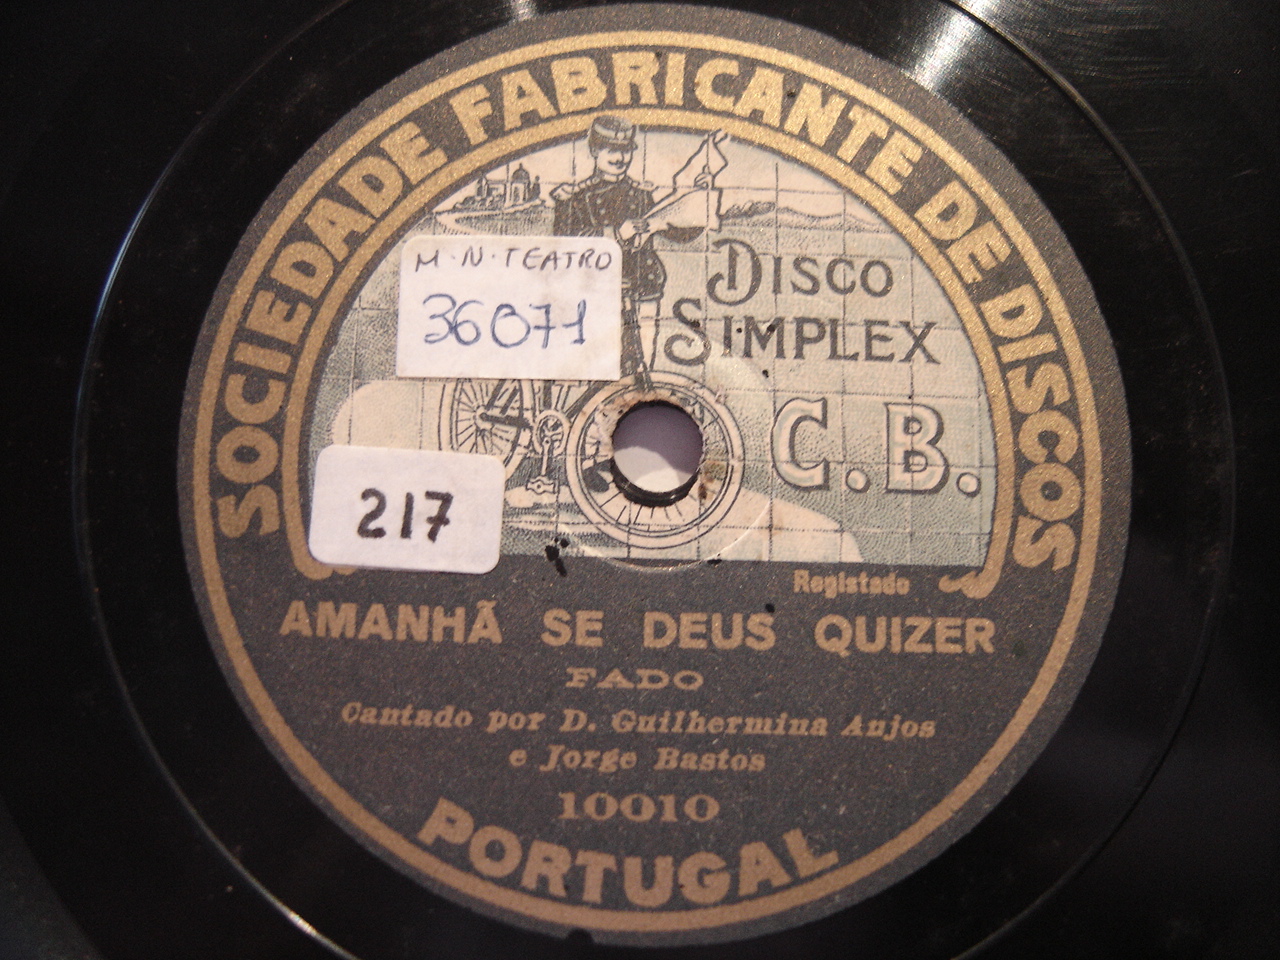 SOCIEDADE FABRICANTE DE DISCOS
M.N.TEATRO
36071
DISCO
SIMPLEX
C.B.
217
Registado
AMANHÃ SE DEUS QUIZER
FADO
Cantado por D. Guilhermina Anjos
e Jorge Bastos
10010
PORTUGAL